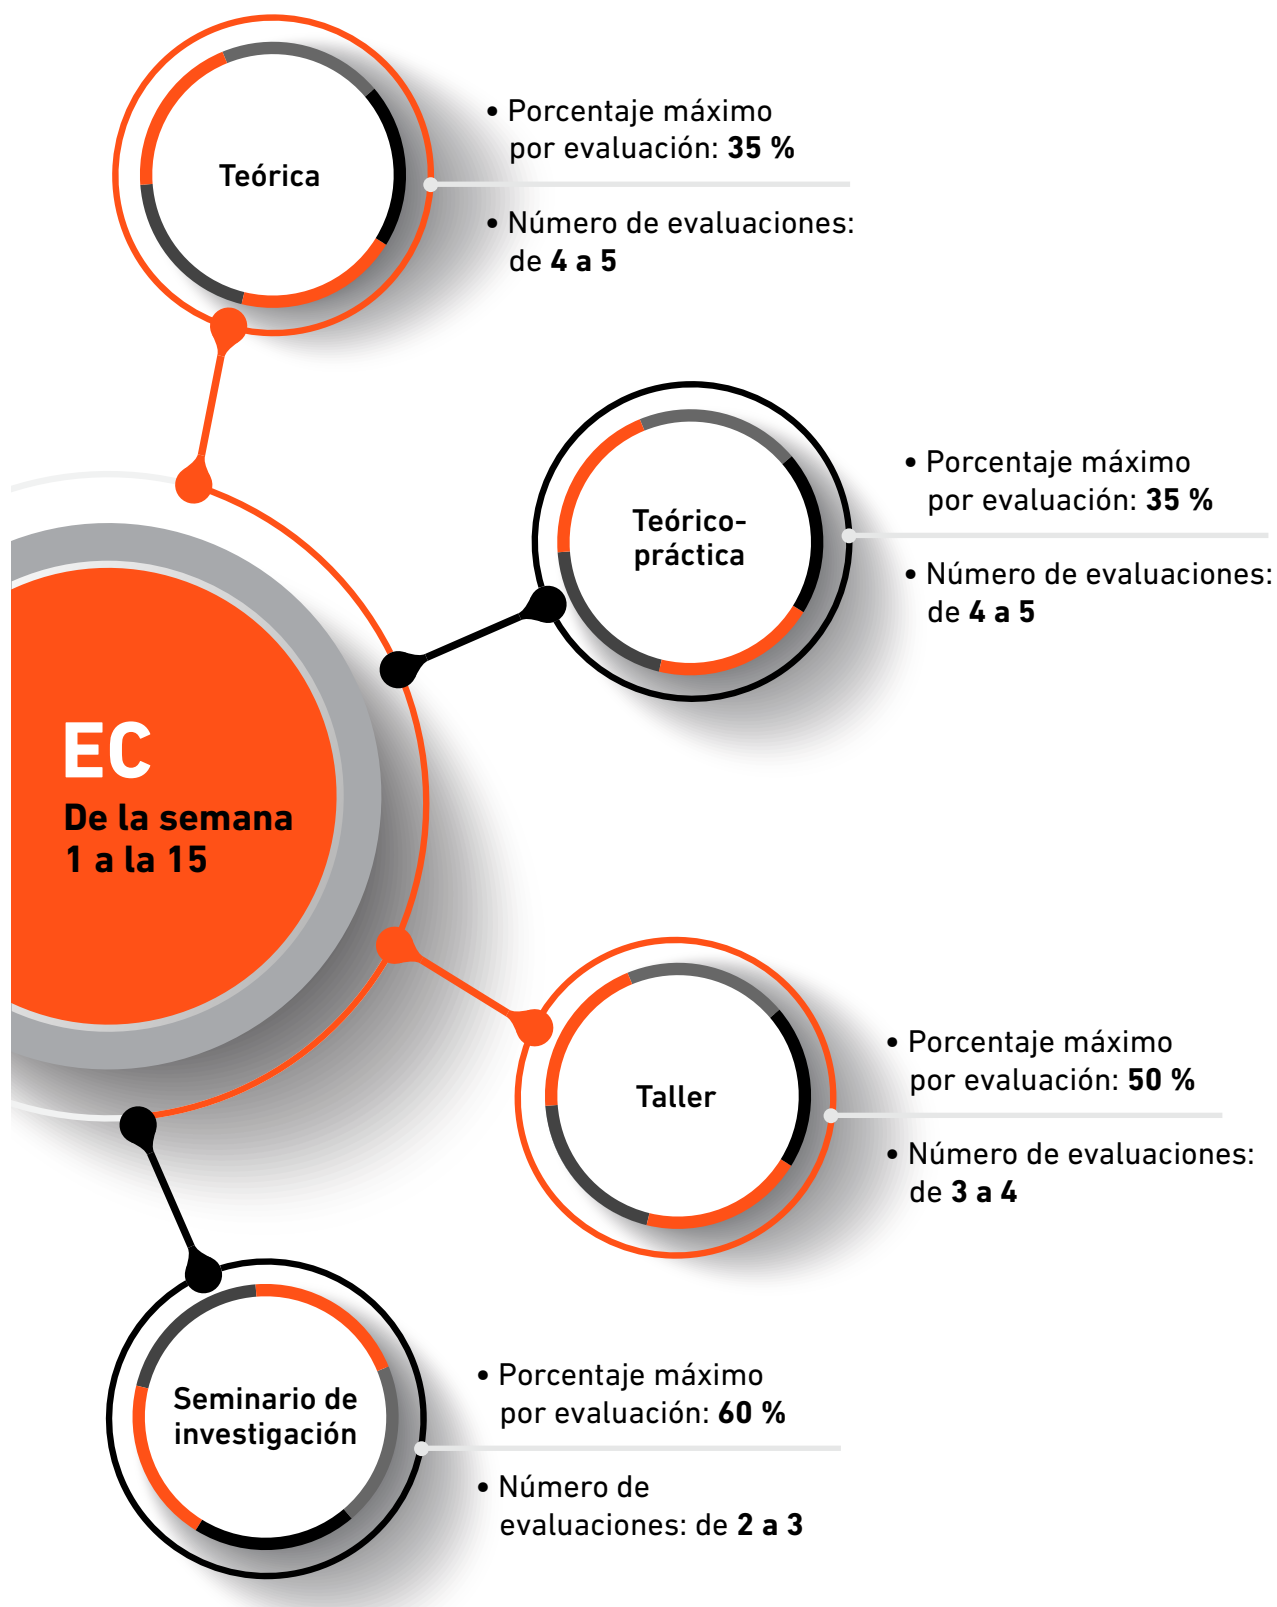 Teórica
• Porcentaje máximo
por evaluación: 35 %
• Número de evaluaciones:
de 4 a 5
Teórico-
práctica
• Porcentaje máximo
por evaluación: 35 %
• Número de evaluaciones:
de 4 a 5
EC
De la semana
1 a la 15
Taller
• Porcentaje máximo
por evaluación: 50 %
• Número de evaluaciones:
de 3 a 4
Seminario de
investigación
• Porcentaje máximo
por evaluación: 60 %
• Número de
evaluaciones: de 2 a 3